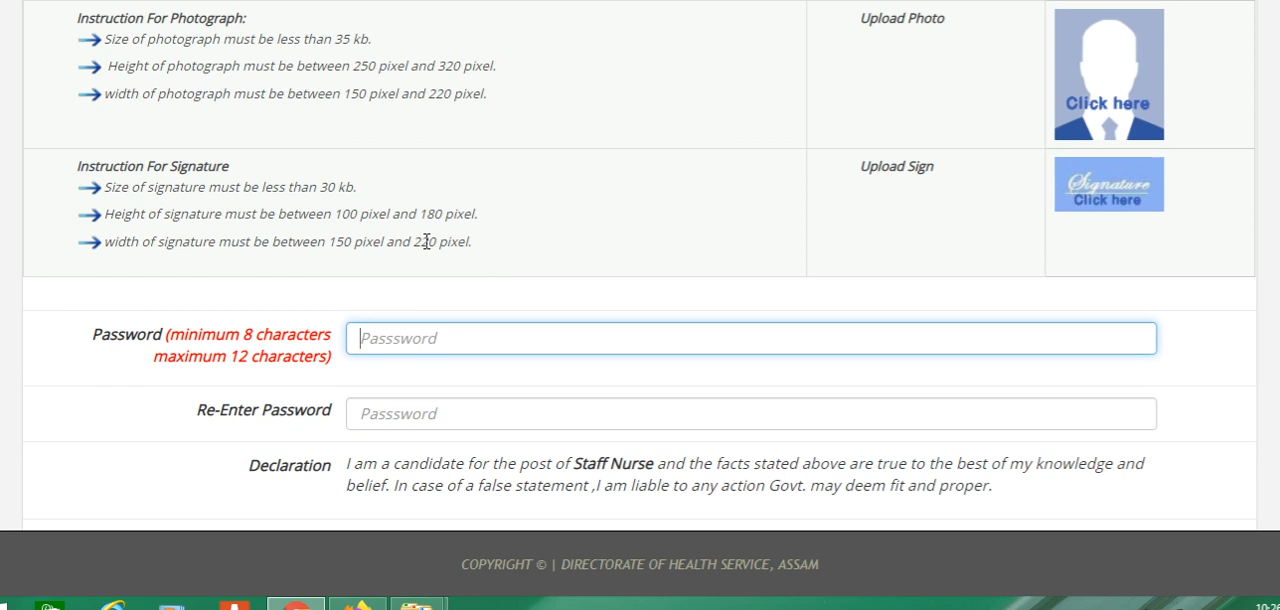 Instruction For Photograph:
Size of photograph must be less than 35 kb.
Height of photograph must be between 250 pixel and 320 pixel.
width of photograph must be between 150 pixel and 220 pixel.
Upload Photo
Click here
Instruction For Signature
Size of signature must be less than 30 kb.
Height of signature must be between 100 pixel and 180 pixel.
width of signature must be between 150 pixel and 220 pixel.
Upload Sign
Signature
Click here
Password (minimum 8 characters
maximum 12 characters)
Passsword
Re-Enter Password
Passsword
Declaration
I am a candidate for the post of Staff Nurse and the facts stated above are true to the best of my knowledge and
belief. In case of a false statement ,I am liable to any action Govt. may deem fit and proper.
COPYRIGHT © | DIRECTORATE OF HEALTH SERVICE, ASSAM